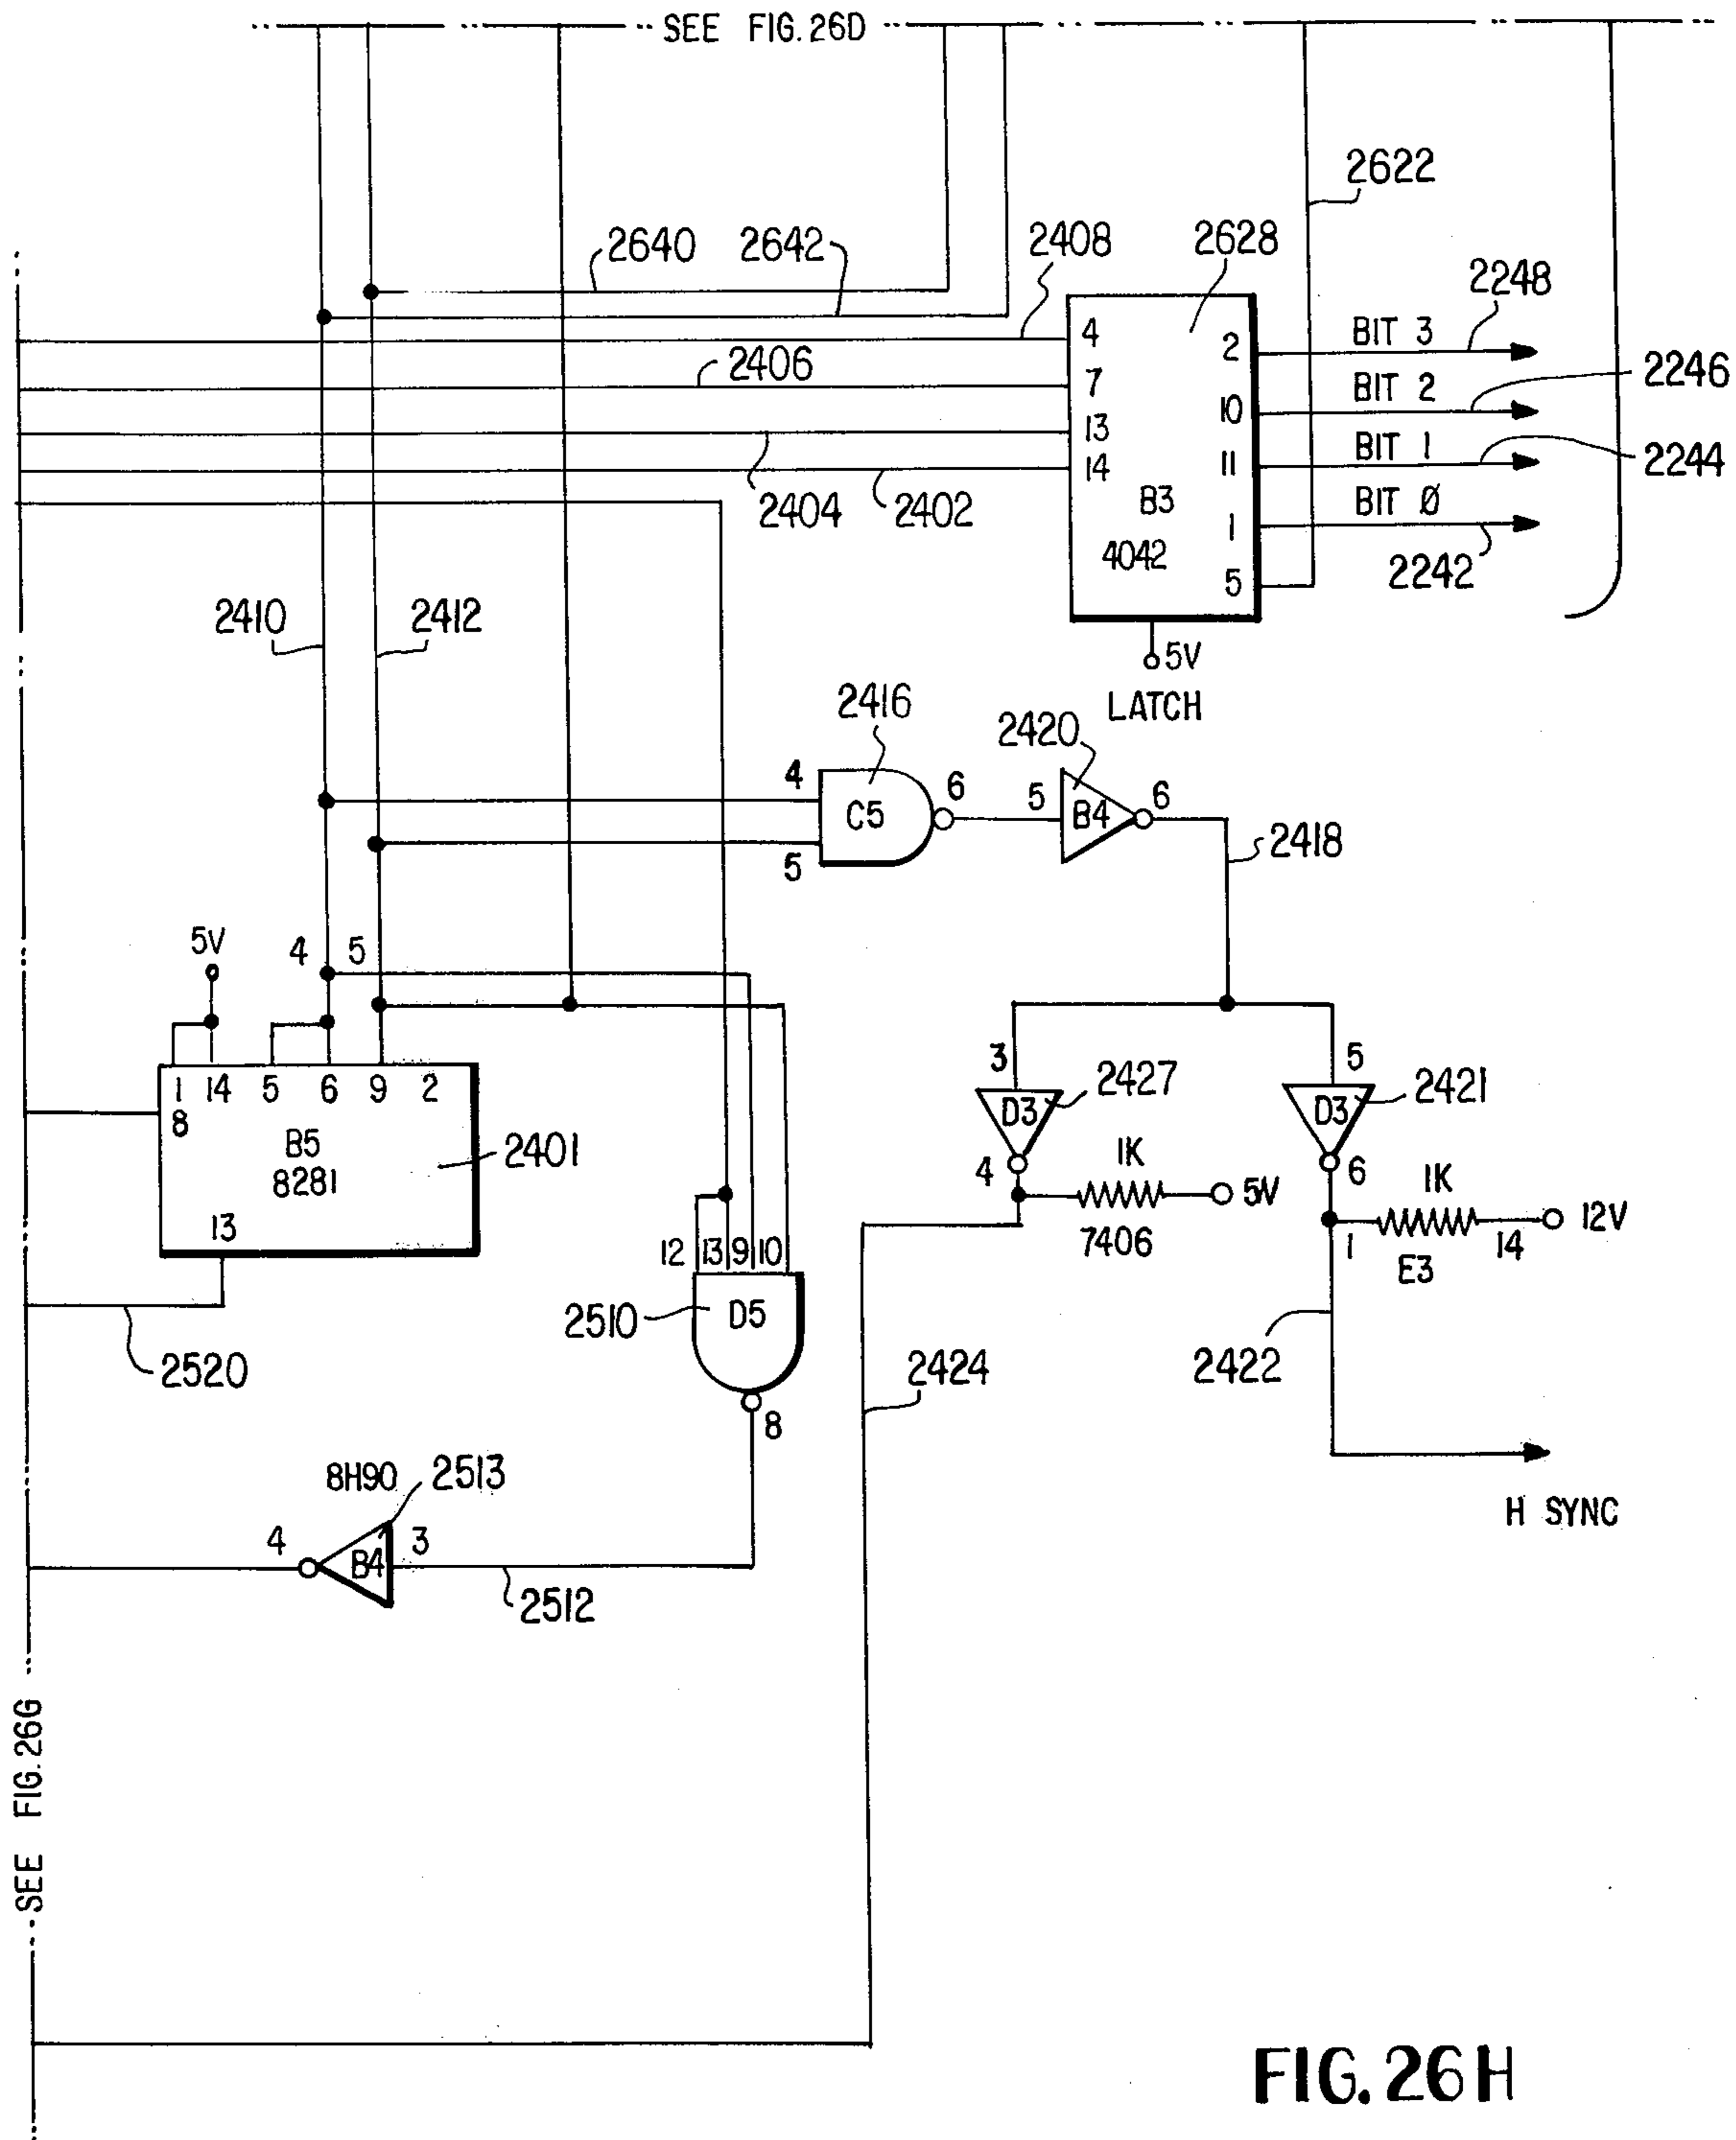 SEE FIG. 26D
2622
2640 2642 2408 2628
2248
4 2 BIT 3
2406
7 10 BIT 2 2246
13 11 BIT 1 2244
14 1 BIT Ø
2404 2402 B3
4042 2242
5
2410 2412
5V
LATCH
2416 2420
4 C5 6 5 B4 6
5 2418
5V 4 5
3 5
1 14 5 6 9 2
8
D3 2427 D3 2421
B5
8281 2401
4 1K 5V 6
7406
1K 12V
1 E3 14
13
12 13 9 10
2510 D5
2520 2424 2422
8
8H90 2513
H SYNC
4 B4 3
2512
SEE FIG. 26G
FIG. 26H